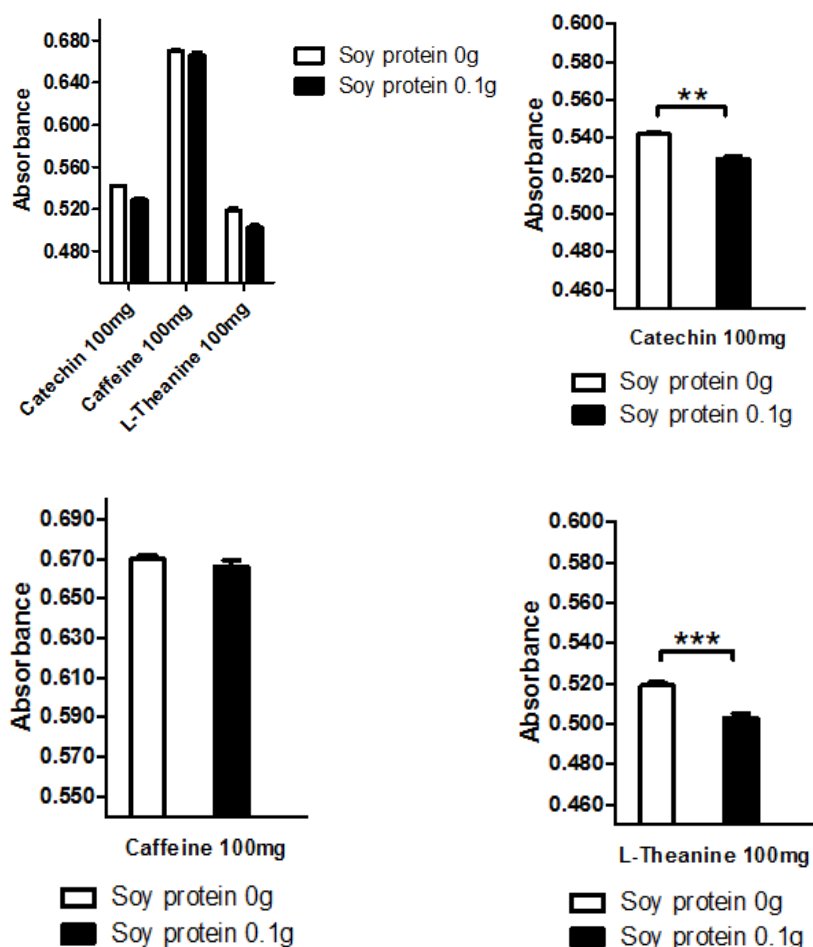 Absorbance
0.680
0.640
0.600
0.560
0.520
0.480
Catechin 100mg
Caffeine 100mg
L-Theanine 100mg
Soy protein 0g
Soy protein 0.1g
Absorbance
0.600
0.580
0.560
0.540
0.520
0.500
0.480
0.460
**
Catechin 100mg
Soy protein 0g
Soy protein 0.1g
Absorbance
0.690
0.670
0.650
0.630
0.610
0.590
0.570
0.550
Caffeine 100mg
Soy protein 0g
Soy protein 0.1g
Absorbance
0.600
0.580
0.560
0.540
0.520
0.500
0.480
0.460
***
L-Theanine 100mg
Soy protein 0g
Soy protein 0.1g